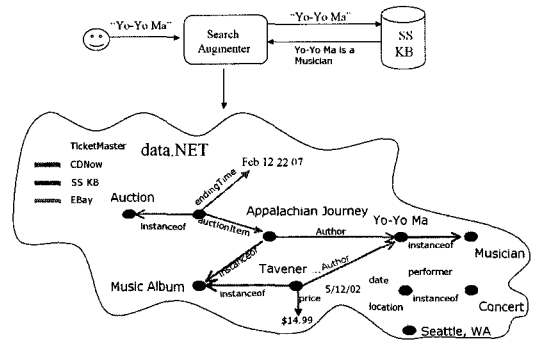 "Yo-Yo Ma"
"Yo-Yo Ma"
Search
Augmenter
SS
KB
Yo-Yo Ma is a
Musician
TicketMaster
data.NET
CDNow
SS KB
EBay
Feb 12 22 07
endingTime
Auction
instanceof
auctionItem
Appalachian Journey
Yo-Yo Ma
Author
instanceof
Musician
instanceof
Tavener
...Author
Music Album
instanceof
price
5/12/02
date
performer
location
instanceof
Concert
$14.99
Seattle, WA